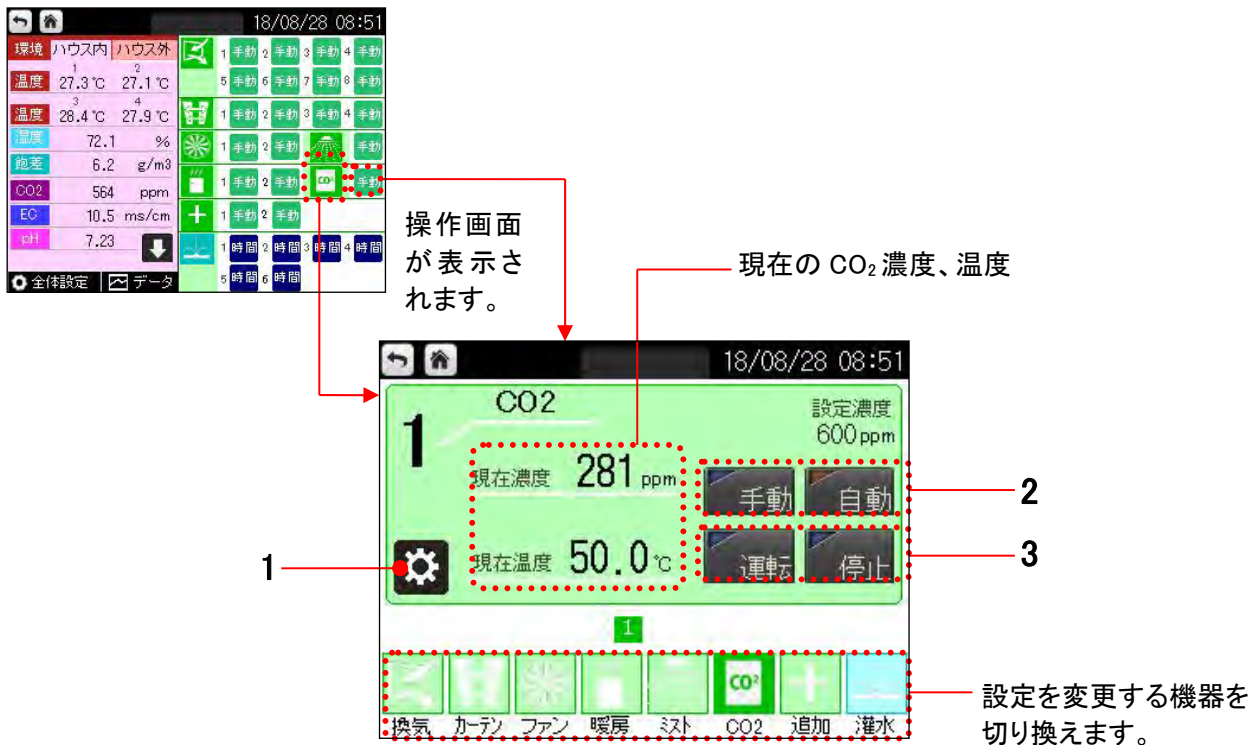 18/08/28 08:51
環境 ハウス内 ハウス外
1 2
温度 27.3℃ 27.1℃
3 4
温度 28.4℃ 27.9℃
湿度 72.1 %
飽差 6.2 g/m3
CO2 564 ppm
EC 10.5 ms/cm
pH 7.23
全体設定 データ
1 手動 2 手動 3 手動 4 手動
5 手動 6 手動 7 手動 8 手動
1 手動 2 手動 3 手動 4 手動
1 手動 2 手動 手動
1 手動 2 手動 CO² 手動
1 手動 2 手動
1 時間 2 時間 3 時間 4 時間
5 時間 6 時間
操作画面
が表示さ
れます。
現在の CO₂ 濃度、温度
18/08/28 08:51
1
CO2
設定濃度
600ppm
現在濃度 281 ppm
手動 自動
2
現在温度 50.0℃
運転 停止
3
1
1
CO²
換気 カーテン ファン 暖房 ミスト CO2 追加 灌水
設定を変更する機器を
切り換えます。